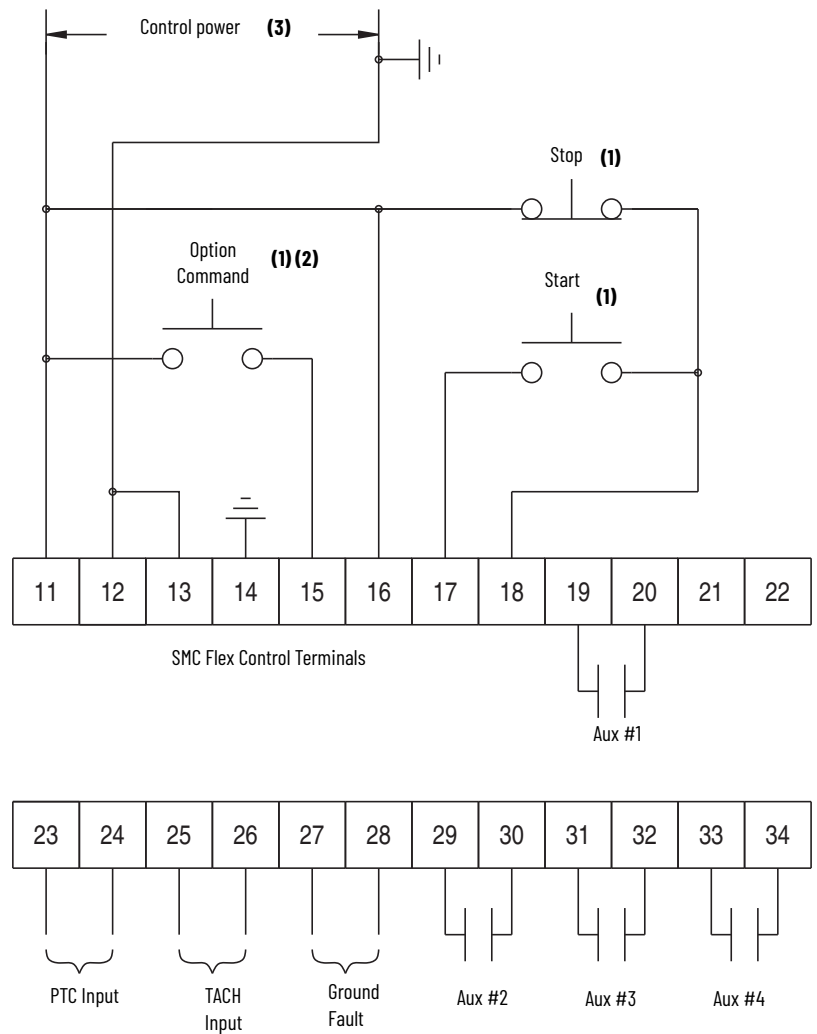 Control power (3)
Stop (1)
Option
Command
(1) (2)
Start
(1)
11 12 13 14 15 16 17 18 19 20 21 22
SMC Flex Control Terminals
Aux #1
23 24 25 26 27 28 29 30 31 32 33 34
PTC Input
TACH
Input
Ground
Fault
Aux #2
Aux #3
Aux #4